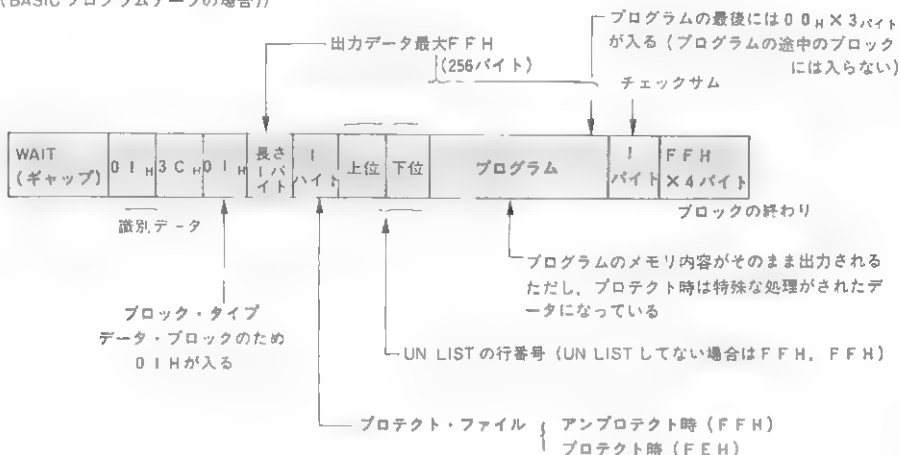 (BASIC プログラムデータの場合))
プログラムの最後には00H×3バイト
が入る(プログラムの途中のブロック
には入らない)
出力データ最大FFH
(256バイト)
チェックサム
WAIT
(ギャップ)
01H
3CH
01H
長さ
1バイト
1
バイト
上位
下位
プログラム
1
バイト
FFH
×4バイト
識別データ
ブロックの終わり
プログラムのメモリ内容がそのまま出力される
ただし，プロテクト時は特殊な処理がされたデ
ータになっている
ブロック・タイプ
データ・ブロックのため
01Hが入る
UN LISTの行番号(UN LISTしてない場合はFFH，FFH)
プロテクト・ファイル { アンプロテクト時(FFH)
プロテクト時(FEH)